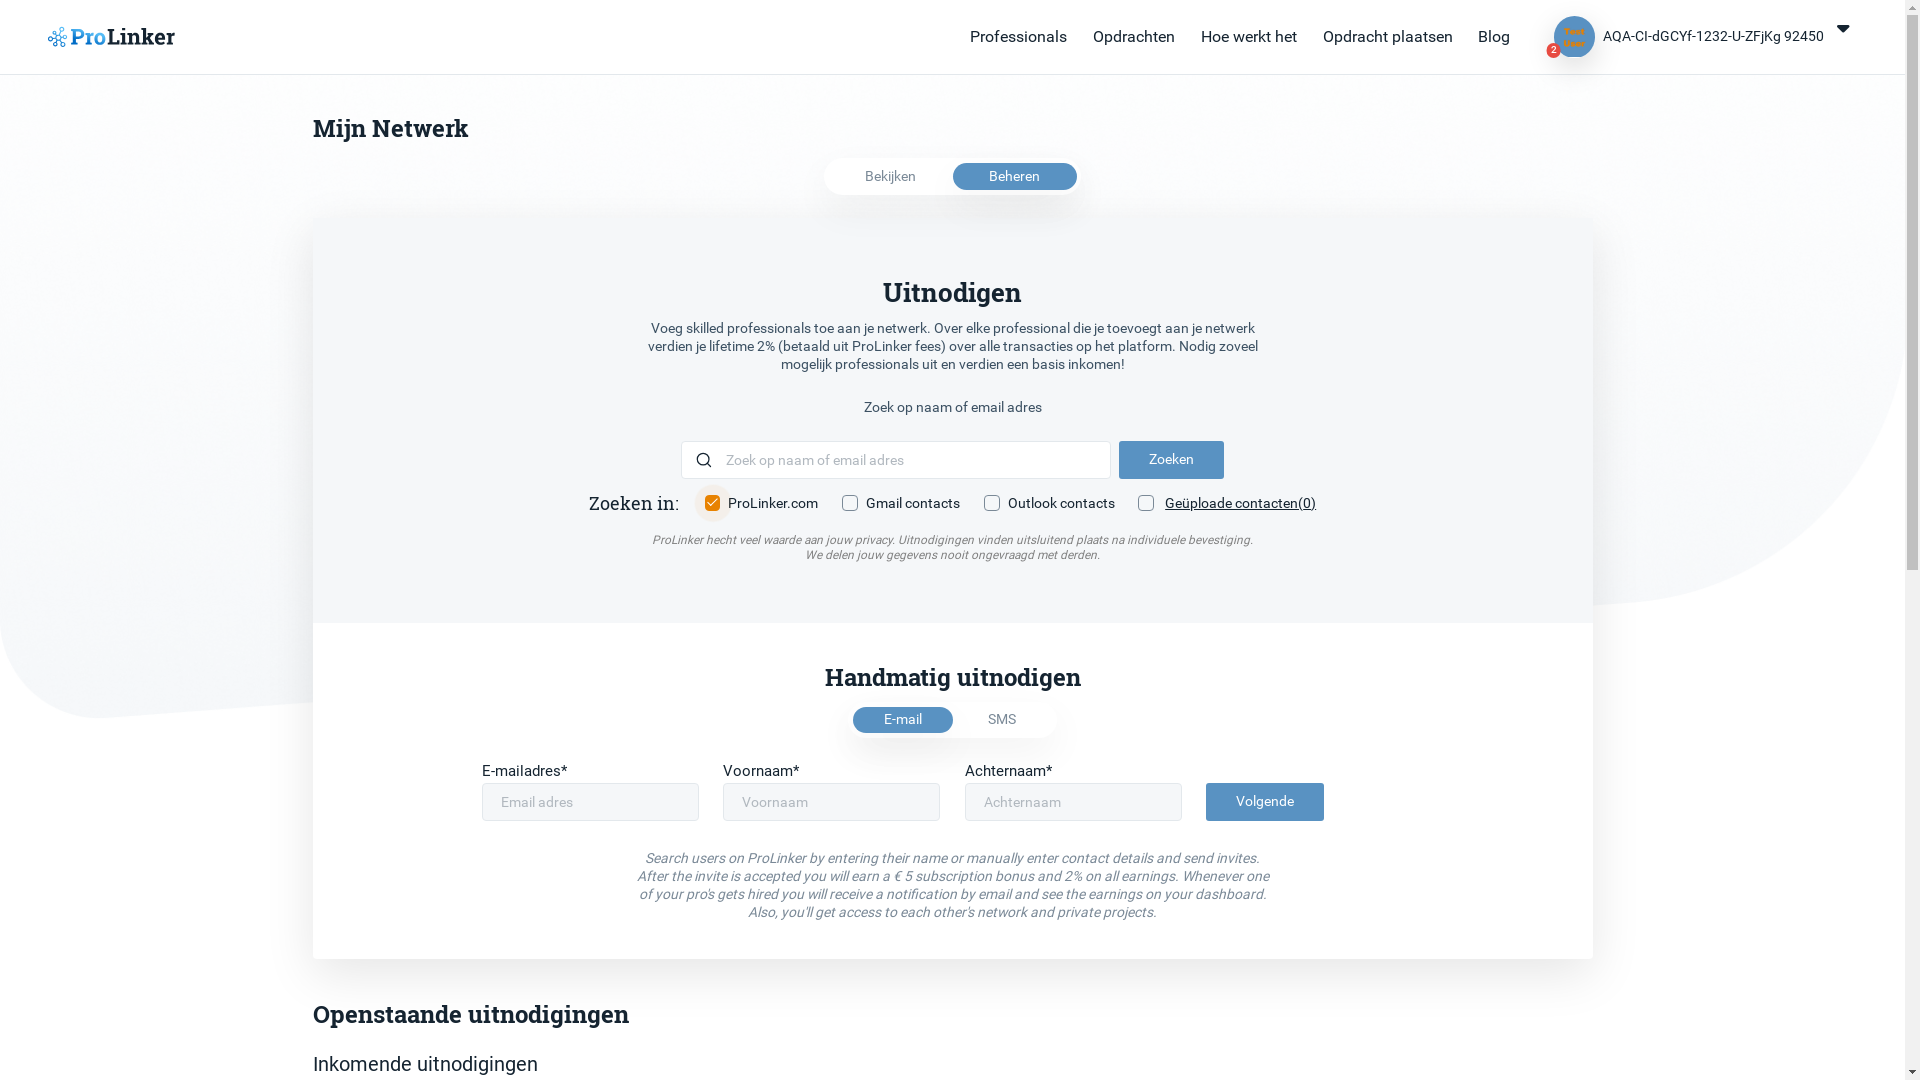 ProLinker
Professionals
Opdrachten
Hoe werkt het
Opdracht plaatsen
Blog
2
AQA-CI-dGCYf-1232-U-ZFjKg 92450
Mijn Netwerk
Bekijken
Beheren
Uitnodigen
Voeg skilled professionals toe aan je netwerk. Over elke professional die je toevoegt aan je netwerk
verdien je lifetime 2% (betaald uit ProLinker fees) over alle transacties op het platform. Nodig zoveel
mogelijk professionals uit en verdien een basis inkomen!
Zoek op naam of email adres
Zoek op naam of email adres
Zoeken
Zoeken in:
ProLinker.com
Gmail contacts
Outlook contacts
Geüploade contacten(0)
ProLinker hecht veel waarde aan jouw privacy. Uitnodigingen vinden uitsluitend plaats na individuele bevestiging.
We delen jouw gegevens nooit ongevraagd met derden.
Handmatig uitnodigen
E-mail
SMS
E-mailadres*
Voornaam*
Achternaam*
Email adres
Voornaam
Achternaam
Volgende
Search users on ProLinker by entering their name or manually enter contact details and send invites.
After the invite is accepted you will earn a € 5 subscription bonus and 2% on all earnings. Whenever one
of your pro's gets hired you will receive a notification by email and see the earnings on your dashboard.
Also, you'll get access to each other's network and private projects.
Openstaande uitnodigingen
Inkomende uitnodigingen